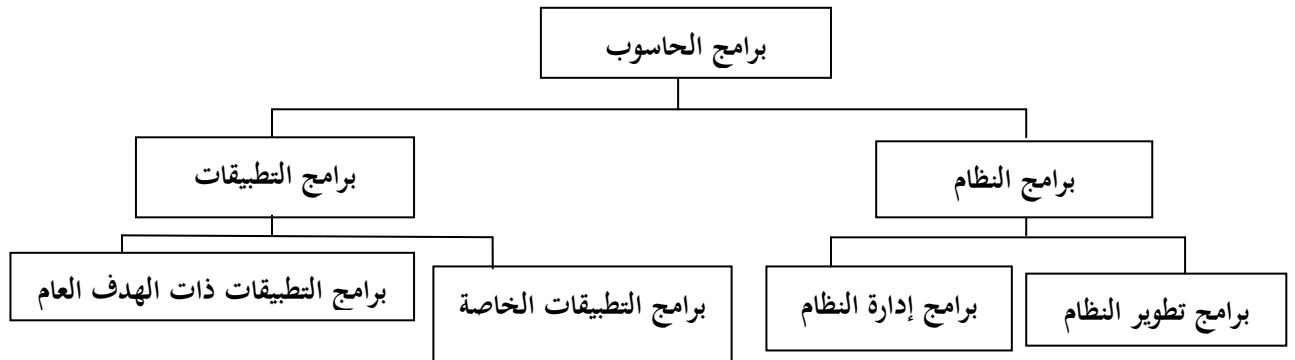 برامج الحاسوب
برامج النظام
برامج التطبيقات
برامج تطوير النظام
برامج إدارة النظام
برامج التطبيقات الخاصة
برامج التطبيقات ذات الهدف العام